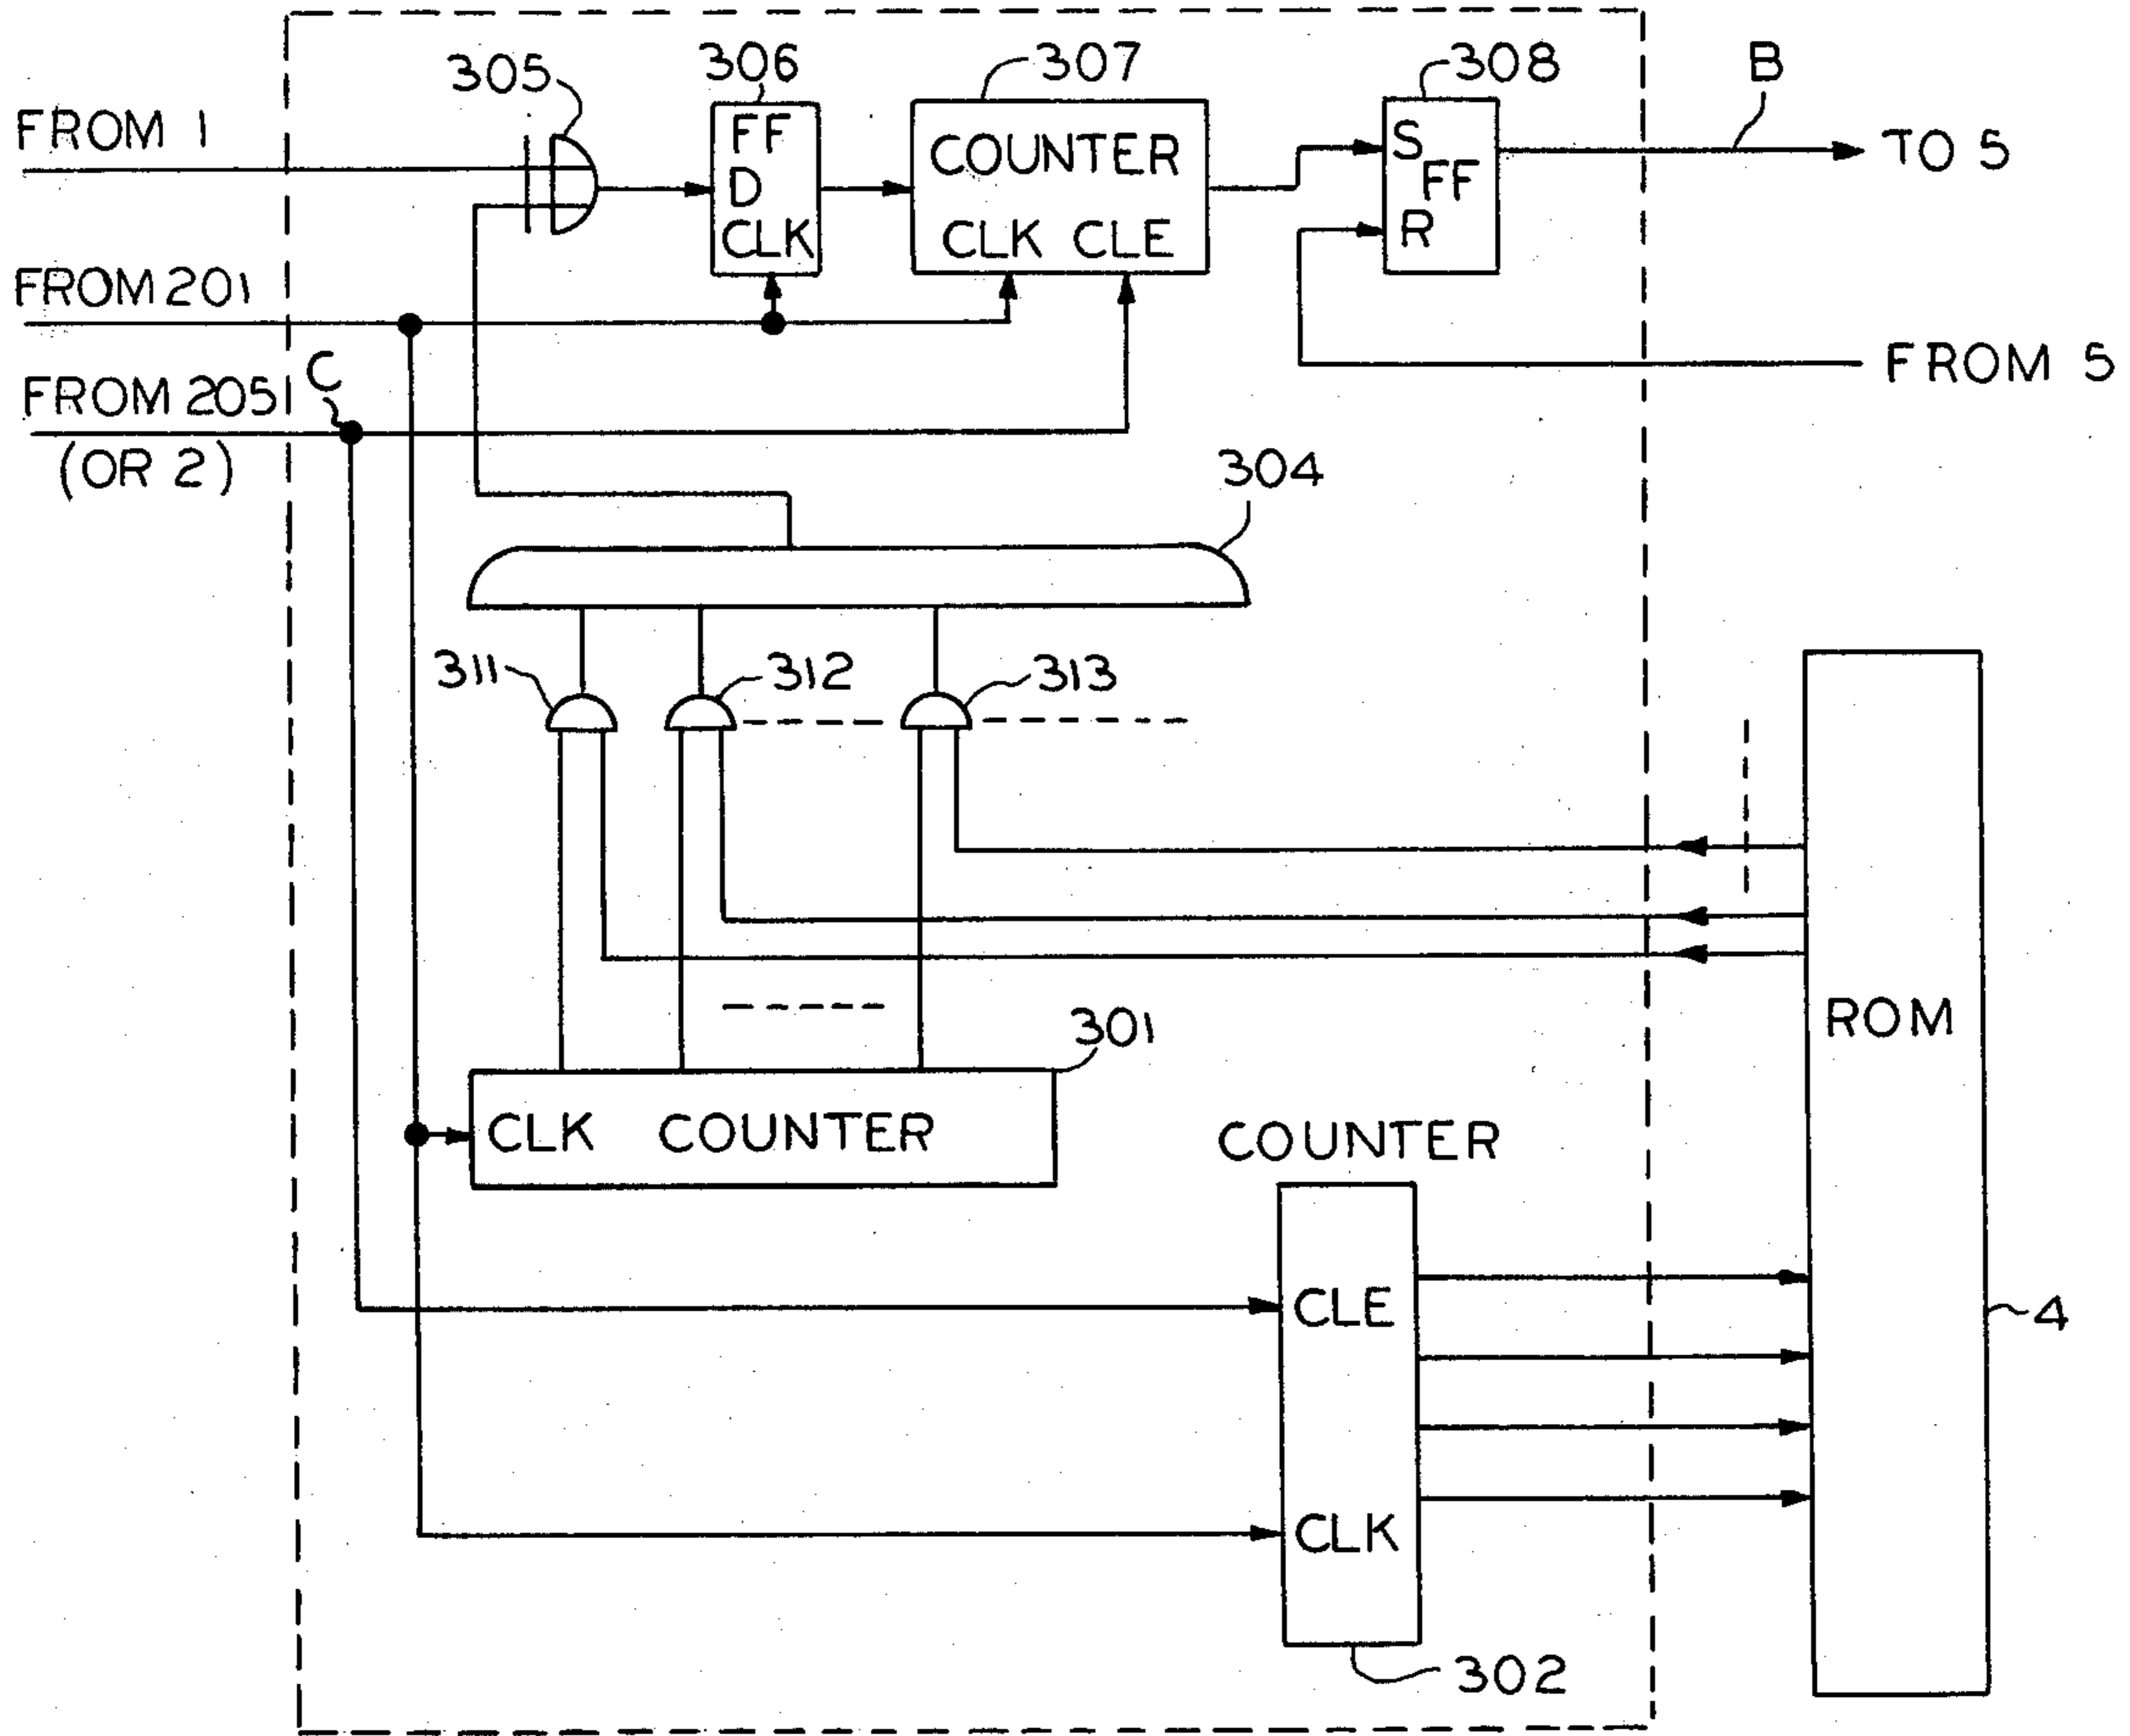 305
306
307
308
B
FROM 1
FF
D
CLK
COUNTER
CLK CLE
S
FF
R
TO 5
FROM 201
C
FROM 205
(OR 2)
FROM 5
304
311
312
313
ROM
301
CLK COUNTER
COUNTER
CLE
CLK
4
302